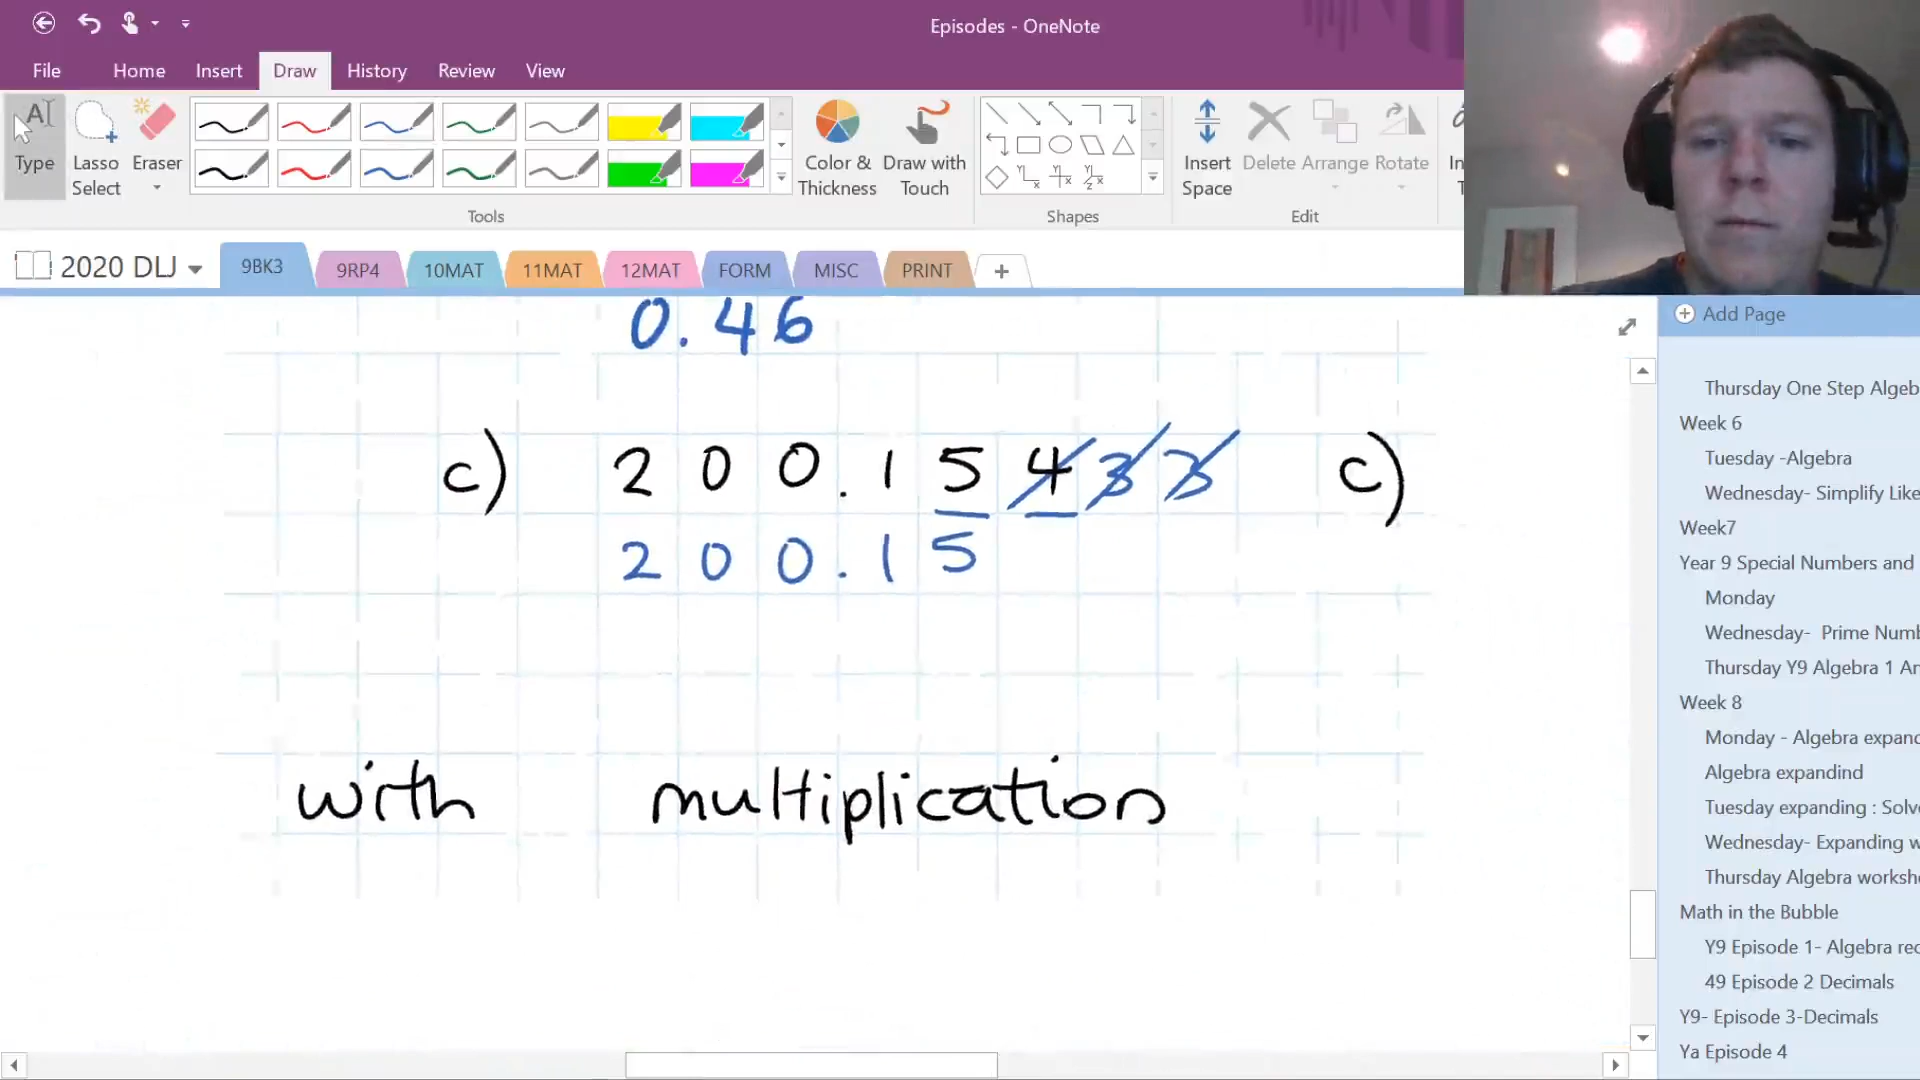 Episodes - OneNote
File Home Insert Draw History Review View
Type
Lasso Select
Eraser
Color & Thickness
Draw with Touch
Insert Space
Delete Arrange Rotate
Tools Shapes Edit
2020 DLJ 9BK3 9RP4 10MAT 11MAT 12MAT FORM MISC PRINT
Add Page
0.46
c) 200.15433 c)
200.15
with multiplication
Thursday One Step Algeb
Week 6
Tuesday -Algebra
Wednesday- Simplify Like
Week7
Year 9 Special Numbers and
Monday
Wednesday- Prime Numb
Thursday Y9 Algebra 1 An
Week 8
Monday - Algebra expand
Algebra expandind
Tuesday expanding : Solve
Wednesday- Expanding w
Thursday Algebra workshe
Math in the Bubble
Y9 Episode 1- Algebra rec
49 Episode 2 Decimals
Y9- Episode 3-Decimals
Ya Episode 4